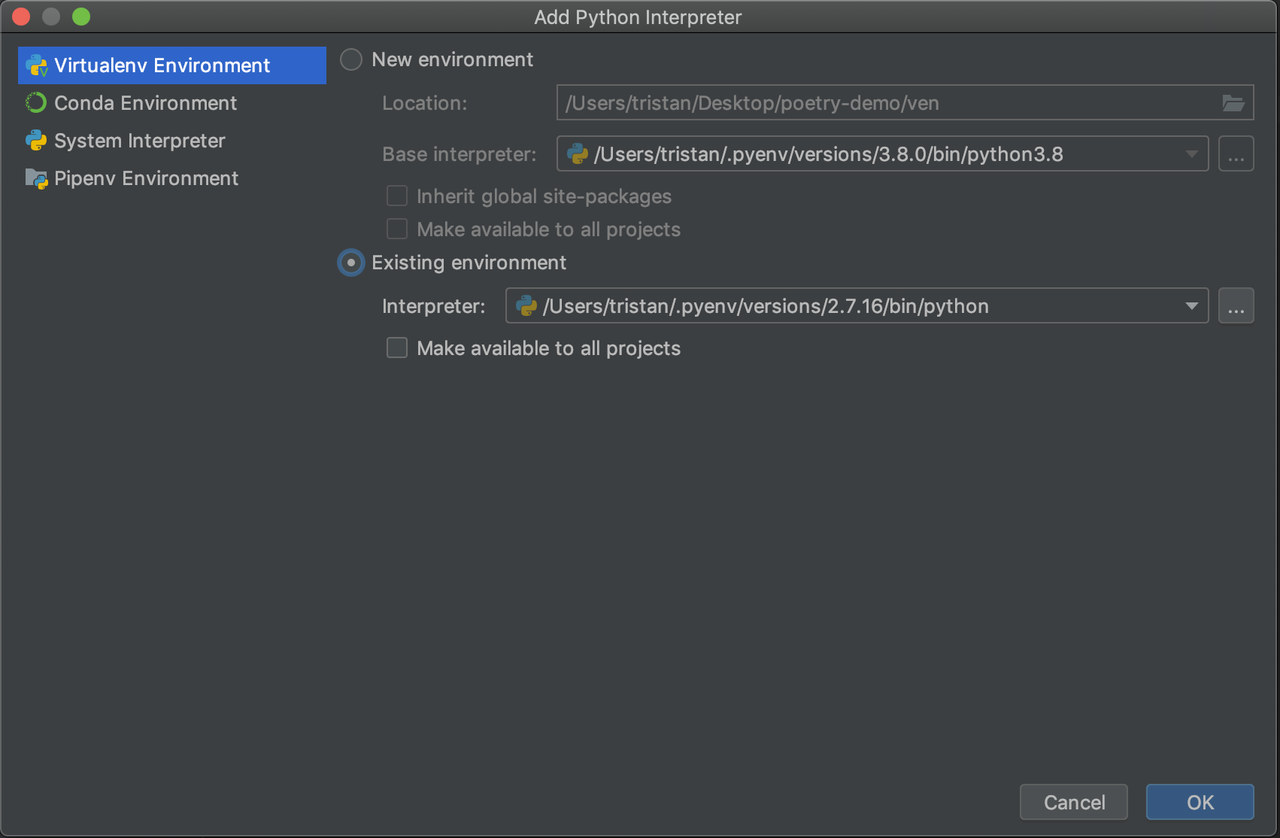 Add Python Interpreter
Virtualenv Environment
Conda Environment
System Interpreter
Pipenv Environment
New environment
Location: /Users/tristan/Desktop/poetry-demo/ven
Base interpreter: /Users/tristan/.pyenv/versions/3.8.0/bin/python3.8 ...
Inherit global site-packages
Make available to all projects
Existing environment
Interpreter: /Users/tristan/.pyenv/versions/2.7.16/bin/python ...
Make available to all projects
Cancel OK